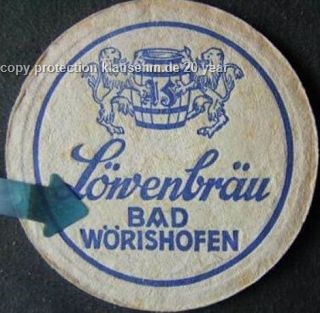 copy protection klausehm.de 20 year
Löwenbräu
BAD
WÖRISHOFEN